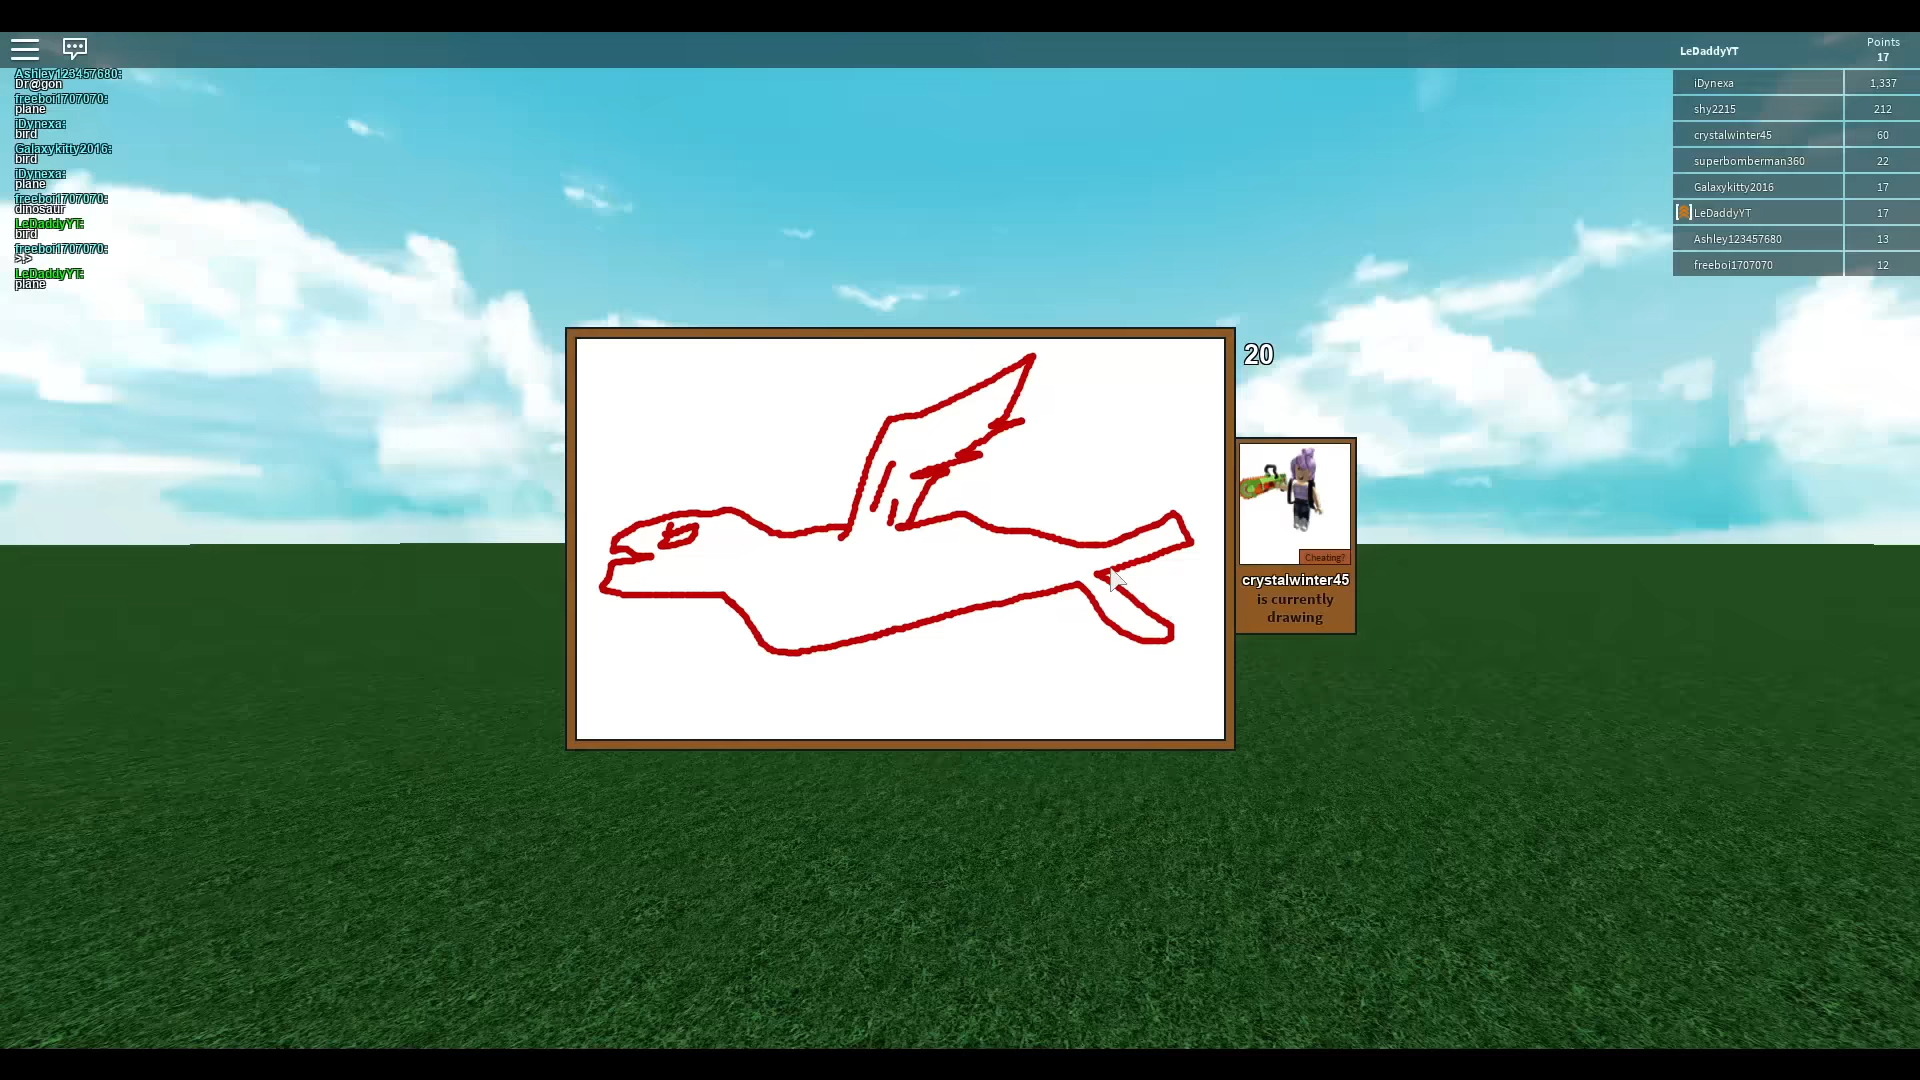 Ashley123457680:
Dr@gon
freeboi1707070:
plane
iDynexa:
bird
Galaxykitty2016:
bird
iDynexa:
plane
freeboi1707070:
dinosaur
LeDaddyYT:
bird
freeboi1707070:
>.>
LeDaddyYT:
plane
LeDaddyYT
Points
17
iDynexa 1,337
shy2215 212
crystalwinter45 60
superbomberman360 22
Galaxykitty2016 17
LeDaddyYT 17
Ashley123457680 13
freeboi1707070 12
20
Cheating?
crystalwinter45
is currently
drawing